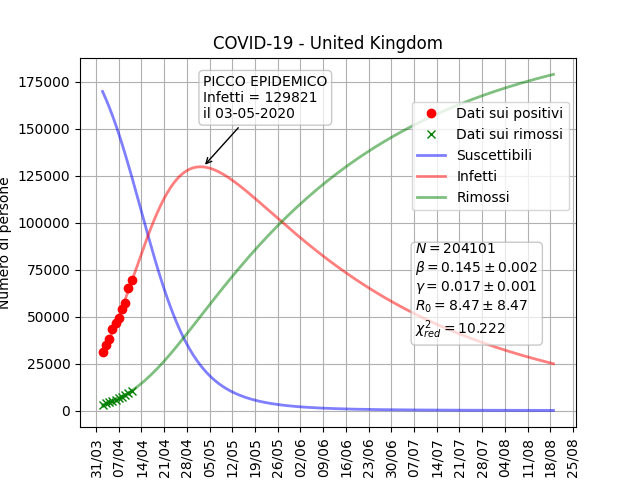 COVID-19 - United Kingdom
PICCO EPIDEMICO
Infetti = 129821
il 03-05-2020
Dati sui positivi
Dati sui rimossi
Suscettibili
Infetti
Rimossi
N = 204101
β = 0.145 ± 0.002
γ = 0.017 ± 0.001
R₀ = 8.47 ± 8.47
χ²red = 10.222
Numero di persone
175000
150000
125000
100000
75000
50000
25000
0
31/03
07/04
14/04
21/04
28/04
05/05
12/05
19/05
26/05
02/06
09/06
16/06
23/06
30/06
07/07
14/07
21/07
28/07
04/08
11/08
18/08
25/08